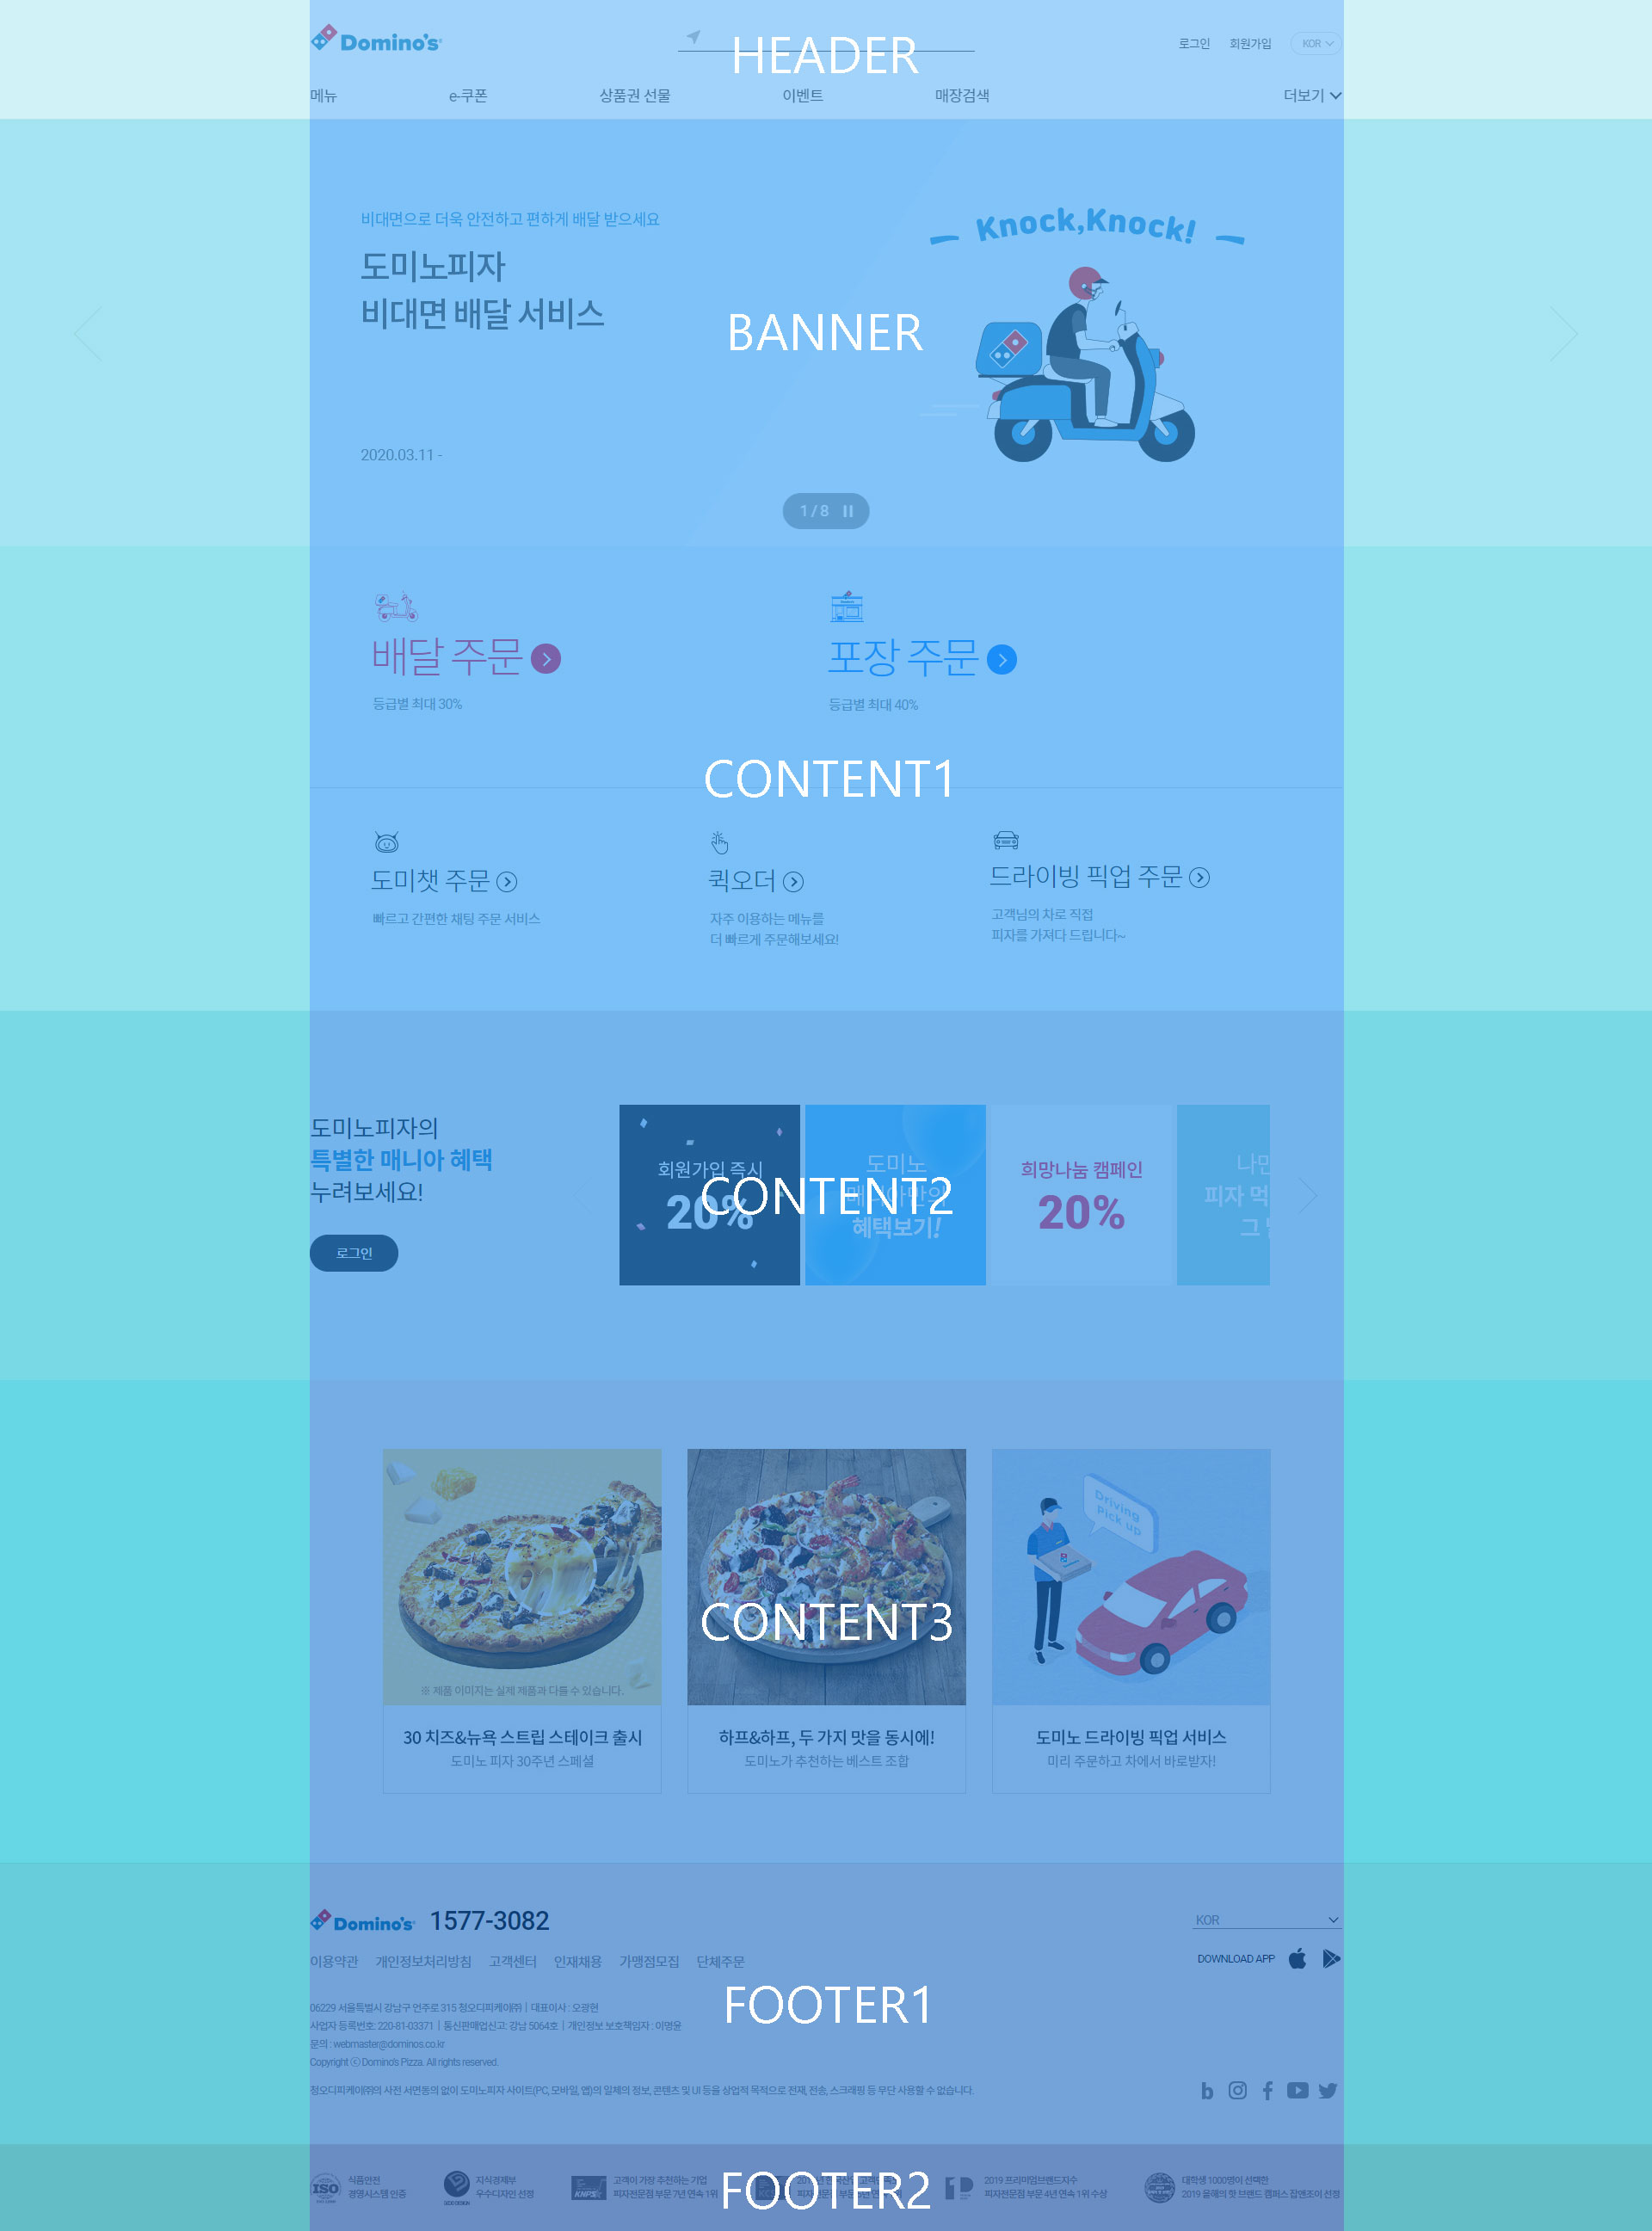 Domino's
HEADER
로그인 회원가입 KOR
메뉴 e-쿠폰 상품권 선물 이벤트 매장검색 더보기
비대면으로 더욱 안전하고 편하게 배달 받으세요
도미노피자
비대면 배달 서비스
Knock,Knock!
BANNER
2020.03.11 -
1 / 8
배달 주문
등급별 최대 30%
포장 주문
등급별 최대 40%
CONTENT1
도미챗 주문
빠르고 간편한 채팅 주문 서비스
퀵오더
자주 이용하는 메뉴를
더 빠르게 주문해보세요!
드라이빙 픽업 주문
고객님의 차로 직접
피자를 가져다 드립니다~
도미노피자의
특별한 매니아 혜택
누려보세요!
로그인
회원가입 즉시
20%
도미노
매니아만의
혜택보기!
CONTENT2
희망나눔 캠페인
20%
나만
피자 먹
그
Driving
Pick up
CONTENT3
※ 제품 이미지는 실제 제품과 다를 수 있습니다.
30 치즈&뉴욕 스트립 스테이크 출시
도미노 피자 30주년 스페셜
하프&하프, 두 가지 맛을 동시에!
도미노가 추천하는 베스트 조합
도미노 드라이빙 픽업 서비스
미리 주문하고 차에서 바로받자!
Domino's 1577-3082
KOR
이용약관 개인정보처리방침 고객센터 인재채용 가맹점모집 단체주문
DOWNLOAD APP
FOOTER1
06229 서울특별시 강남구 언주로 315 청오디피케이㈜ | 대표이사 : 오광현
사업자 등록번호: 220-81-03371 | 통신판매업신고: 강남 5064호 | 개인정보 보호책임자 : 이명윤
문의 : webmaster@dominos.co.kr
Copyright ⓒ Domino's Pizza. All rights reserved.
청오디피케이㈜의 사전 서면동의 없이 도미노피자 사이트(PC, 모바일, 앱)의 일체의 정보, 콘텐츠 및 UI 등을 상업적 목적으로 전재, 전송, 스크래핑 등 무단 사용할 수 없습니다.
ISO
식품안전
경영시스템 인증
지식경제부
우수디자인 선정
고객이 가장 추천하는 기업
피자전문점 부문 7년 연속 1위
FOOTER2
2019 프리미엄브랜드지수
피자전문점 부문 4년 연속 1위 수상
대학생 1000명이 선택한
2019 올해의 핫 브랜드 캠퍼스 잡앤조이 선정